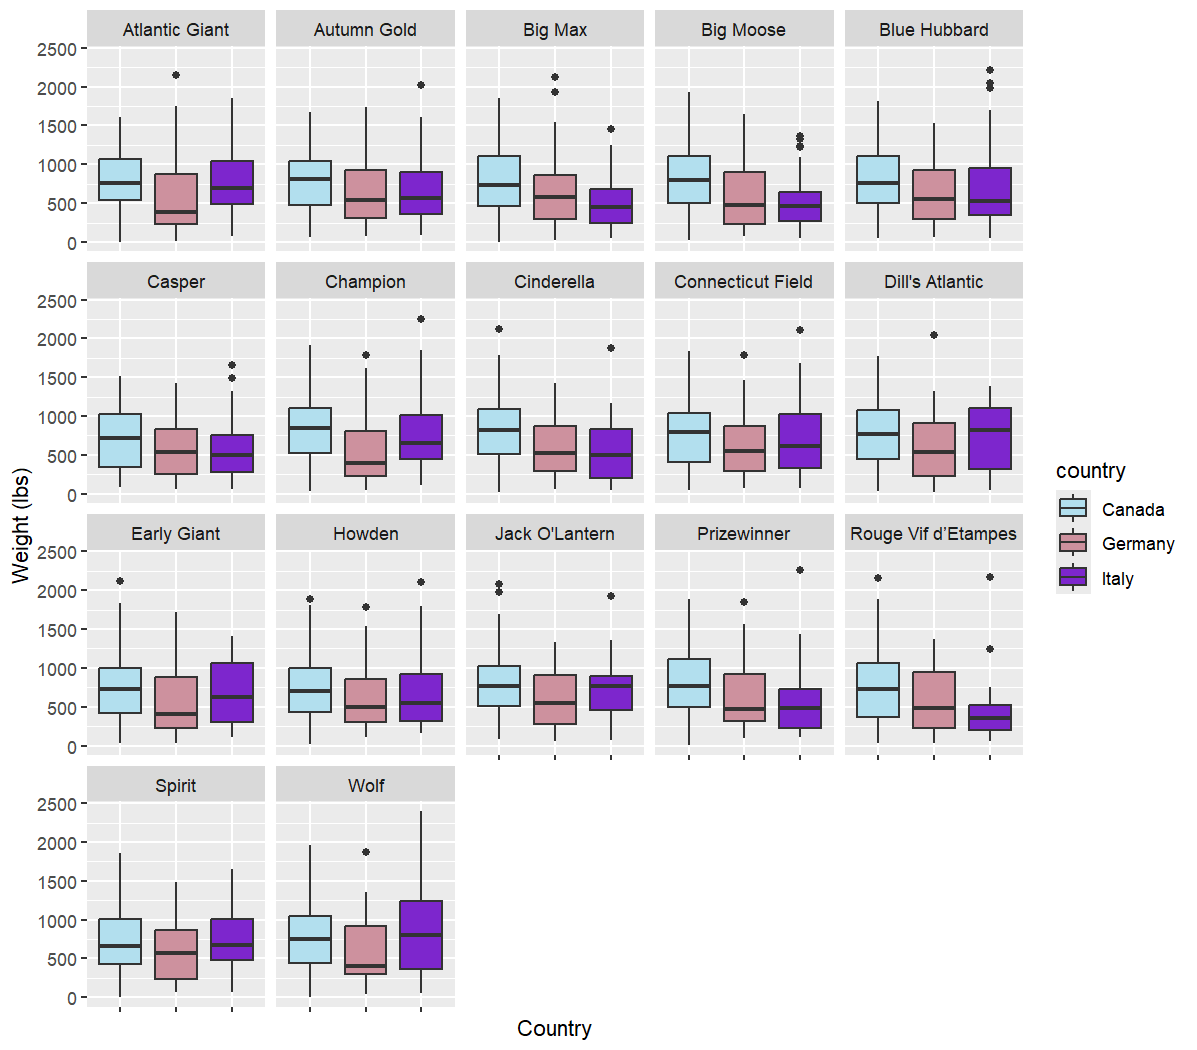 Atlantic Giant Autumn Gold Big Max Big Moose Blue Hubbard
2500
2000
1500
1000
500
0
Casper Champion Cinderella Connecticut Field Dill's Atlantic
2500
2000
1500
1000
500
0
Early Giant Howden Jack O'Lantern Prizewinner Rouge Vif d’Etampes
2500
2000
1500
1000
500
0
Spirit Wolf
2500
2000
1500
1000
500
0
Weight (lbs)
Country
country
Canada
Germany
Italy